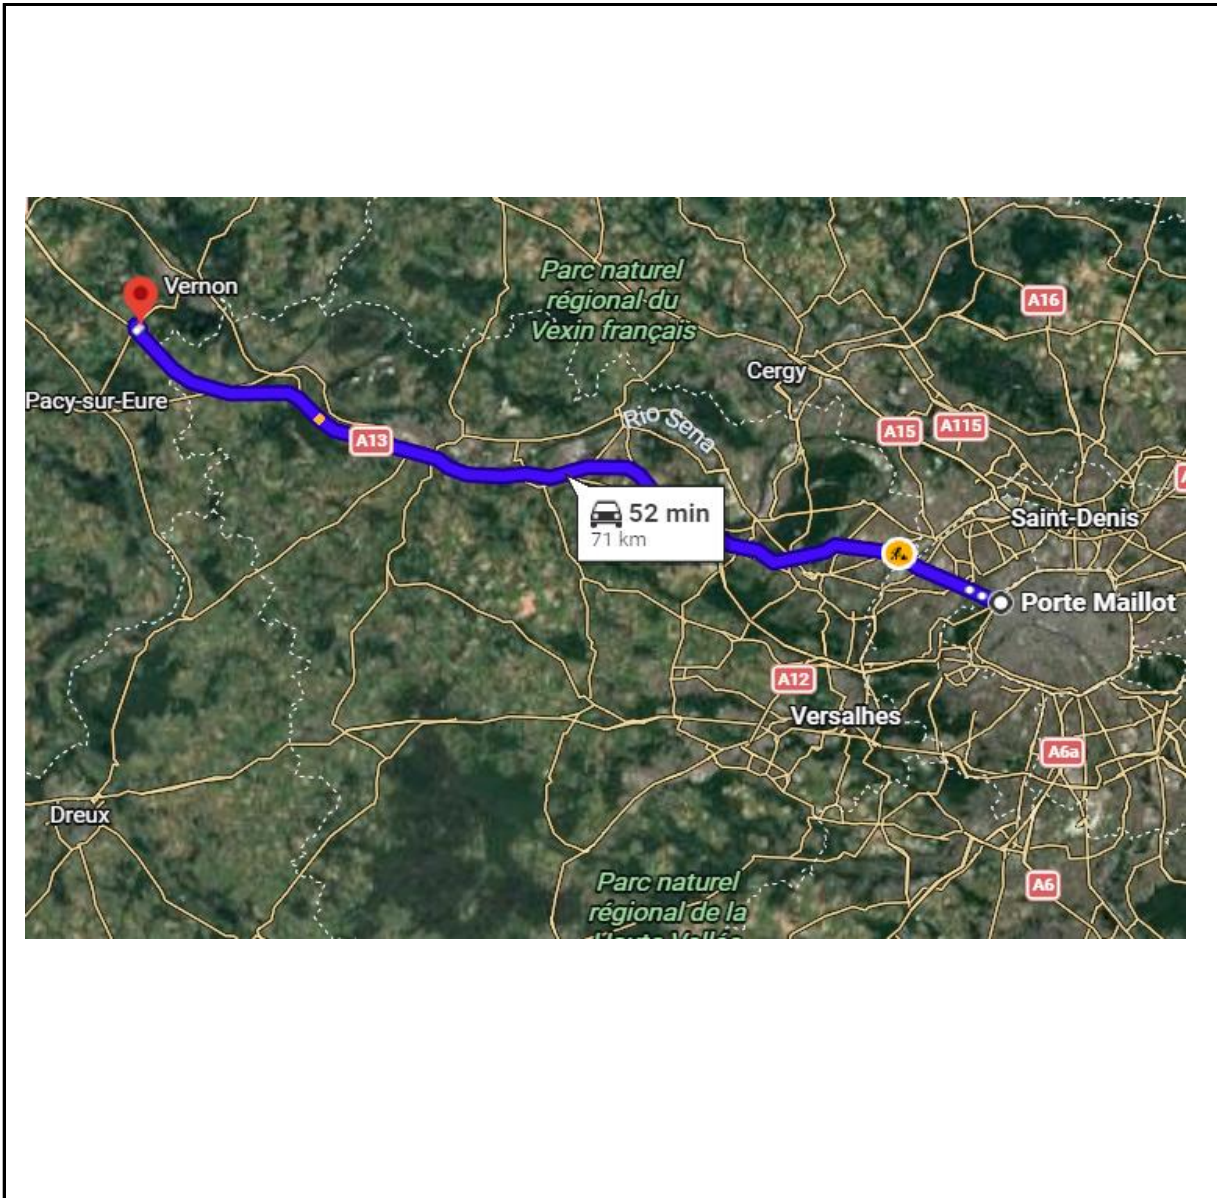 Vernon
Parc naturel
régional du
Vexin français
A16
Cergy
Pacy-sur-Eure
Rio Sena
A15
A115
A13
52 min
71 km
Saint-Denis
Porte Maillot
A12
Versalhes
A6a
Dreux
Parc naturel
régional de la
A6